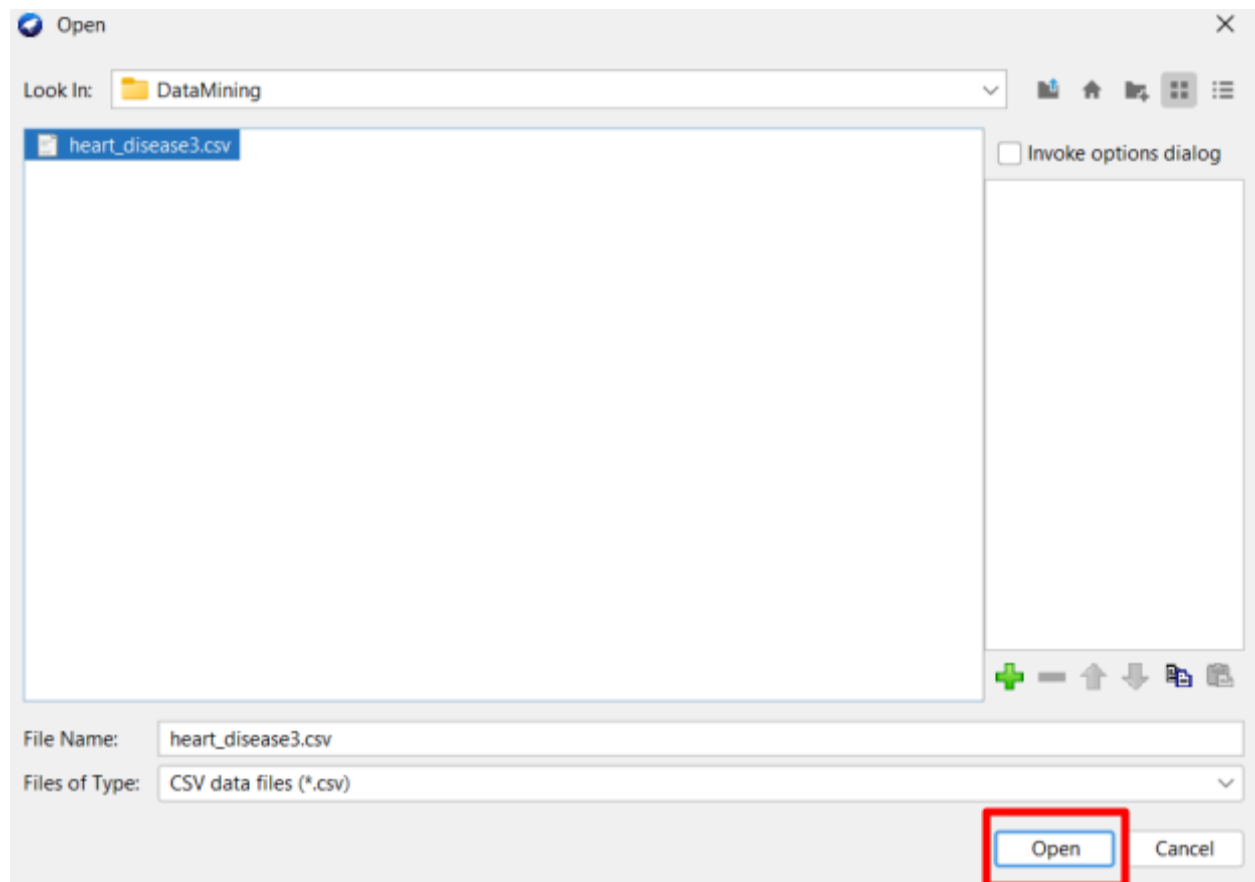 Open
Look In: DataMining
heart_disease3.csv
Invoke options dialog
File Name: heart_disease3.csv
Files of Type: CSV data files (*.csv)
Open Cancel